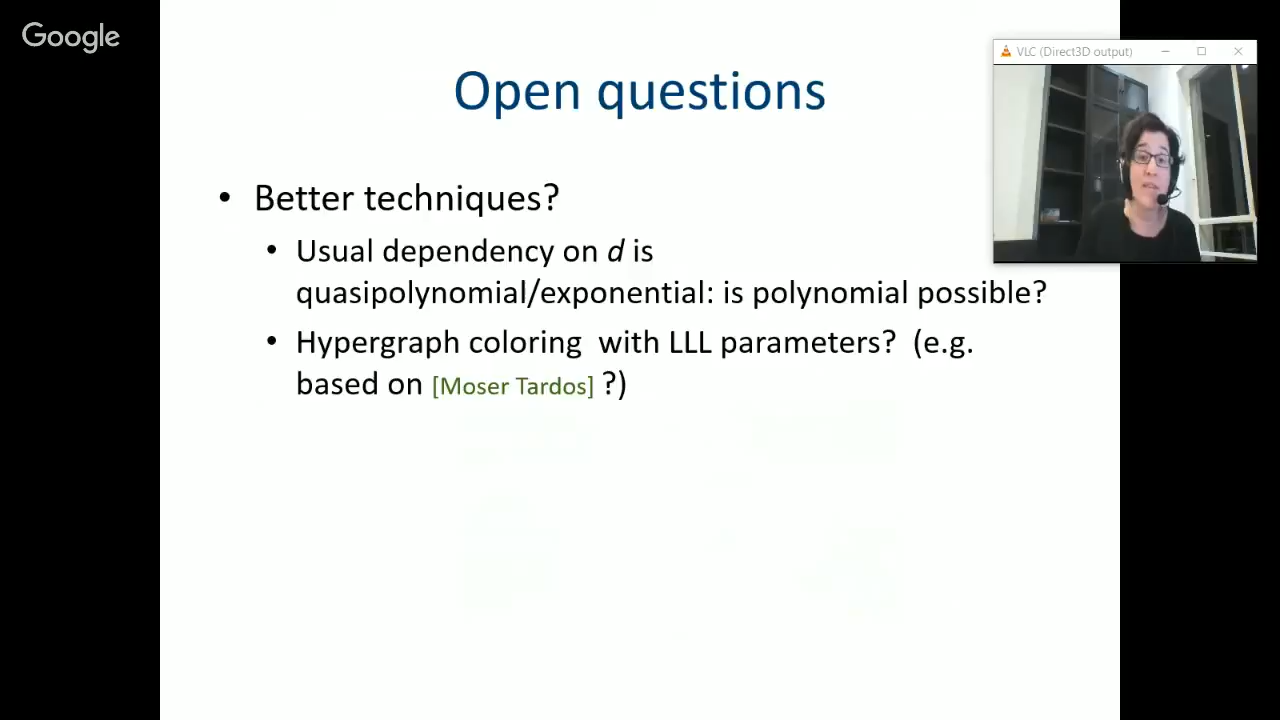 Google
Open questions
VLC (Direct3D output)
• Better techniques?
• Usual dependency on d is
quasipolynomial/exponential: is polynomial possible?
• Hypergraph coloring with LLL parameters? (e.g.
based on [Moser Tardos] ?)